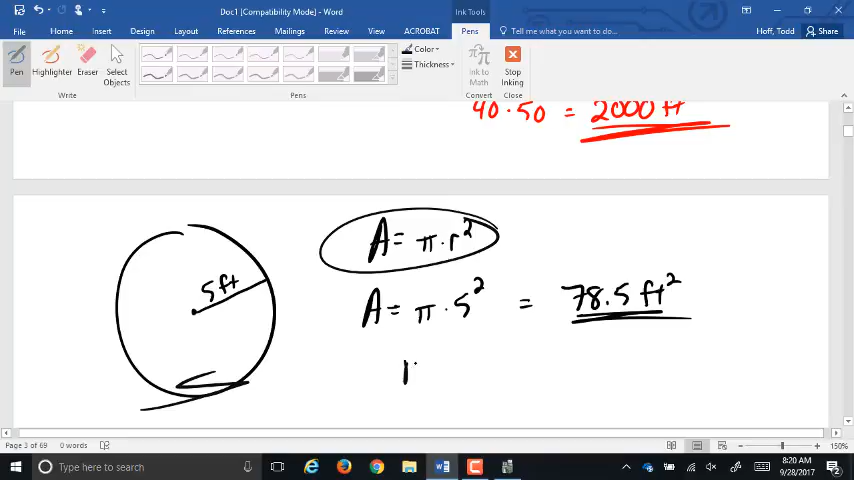 Doc1 [Compatibility Mode] - Word
Ink Tools
Hoff, Todd
File
Home
Insert
Design
Layout
References
Mailings
Review
View
ACROBAT
Pens
Tell me what you want to do...
Share
Pen
Highlighter
Eraser
Select Objects
Color
Thickness
Ink to Math
Stop Inking
Write
Pens
Convert
Close
40 · 50 = 2000 ft
A = π · r²
5 ft
A = π · 5² = 78.5 ft²
Page 3 of 69
0 words
150%
Type here to search
8:20 AM
9/28/2017
2